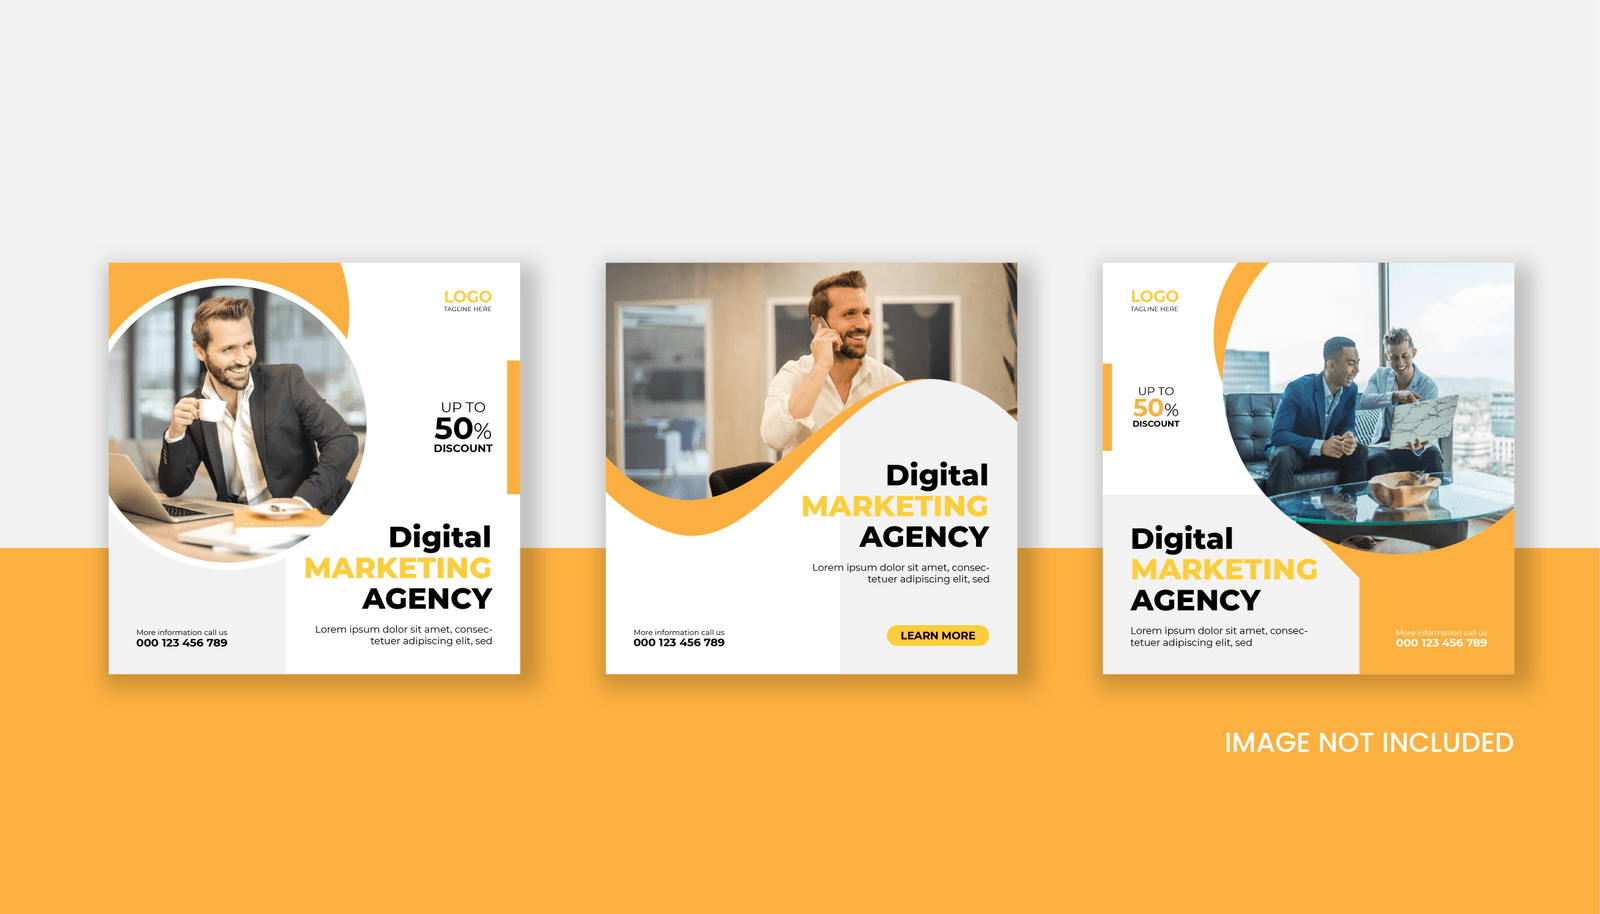 LOGO
TAGLINE HERE
UP TO
50%
DISCOUNT
Digital
MARKETING
AGENCY
Lorem ipsum dolor sit amet, consec-
tetuer adipiscing elit, sed
More information call us
000 123 456 789
Digital
MARKETING
AGENCY
Lorem ipsum dolor sit amet, consec-
tetuer adipiscing elit, sed
More information call us
000 123 456 789
LEARN MORE
LOGO
TAGLINE HERE
UP TO
50%
DISCOUNT
Digital
MARKETING
AGENCY
Lorem ipsum dolor sit amet, consec-
tetuer adipiscing elit, sed
More information call us
000 123 456 789
IMAGE NOT INCLUDED